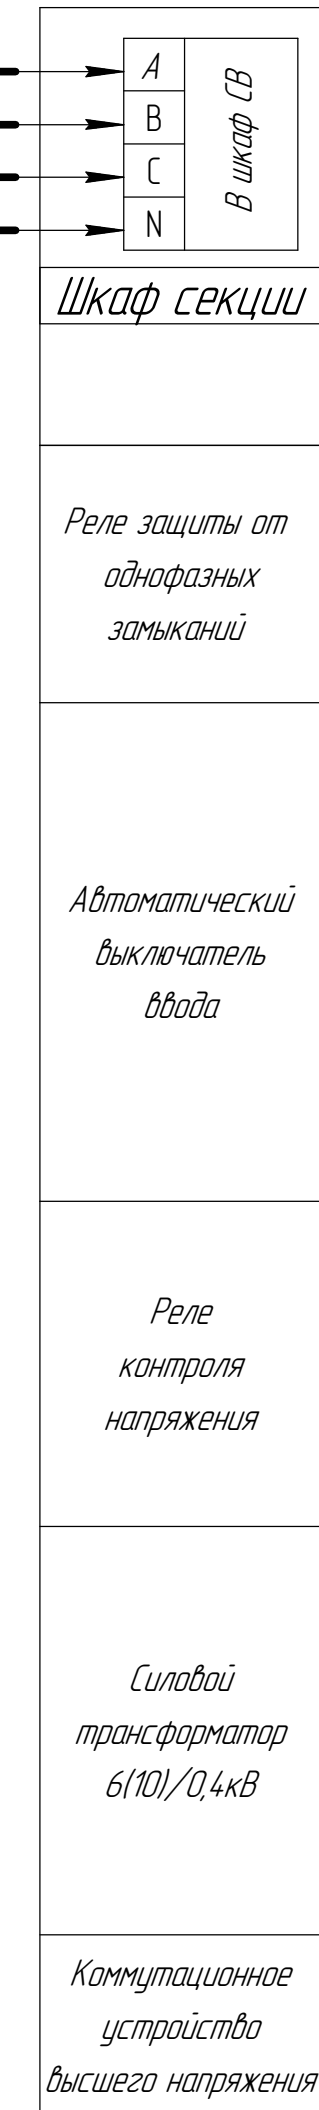 A
B
C
N
В шкаф СВ
Шкаф секции
Реле защиты от
однофазных
замыканий
Автоматический
выключатель
ввода
Реле
контроля
напряжения
Силовой
трансформатор
6(10)/0,4кВ
Коммутационное
устройство
высшего напряжения